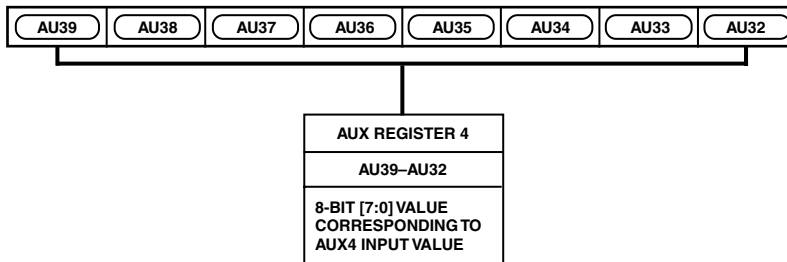 AU39 AU38 AU37 AU36 AU35 AU34 AU33 AU32
AUX REGISTER 4
AU39–AU32
8-BIT [7:0] VALUE
CORRESPONDING TO
AUX4 INPUT VALUE